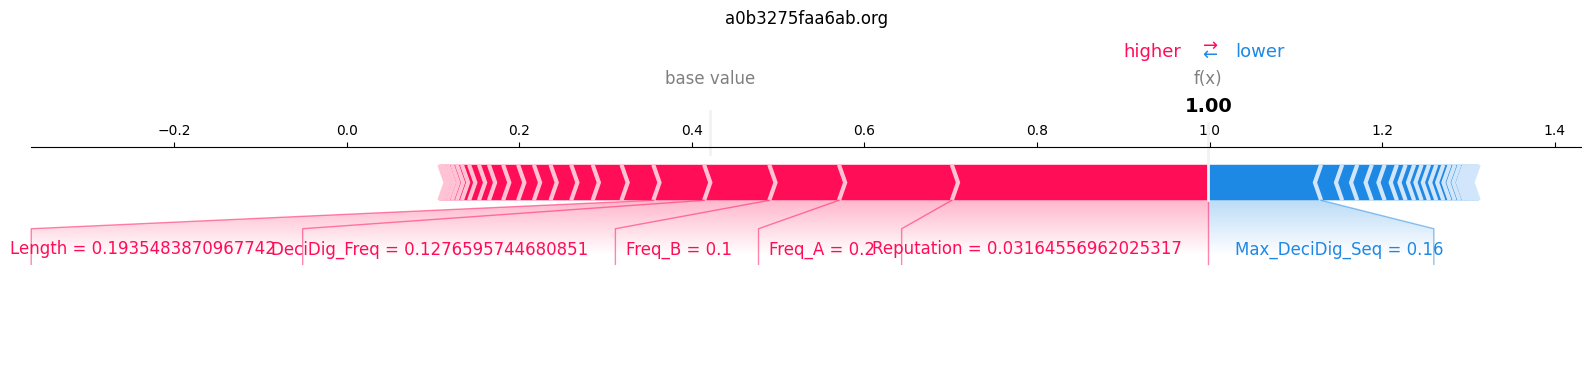 a0b3275faa6ab.org
higher → ← lower
base value f(x)
1.00
−0.2 0.0 0.2 0.4 0.6 0.8 1.0 1.2 1.4
Length = 0.1935483870967742 DeciDig_Freq = 0.1276595744680851 Freq_B = 0.1 Freq_A = 0.2 Reputation = 0.03164556962025317 Max_DeciDig_Seq = 0.16